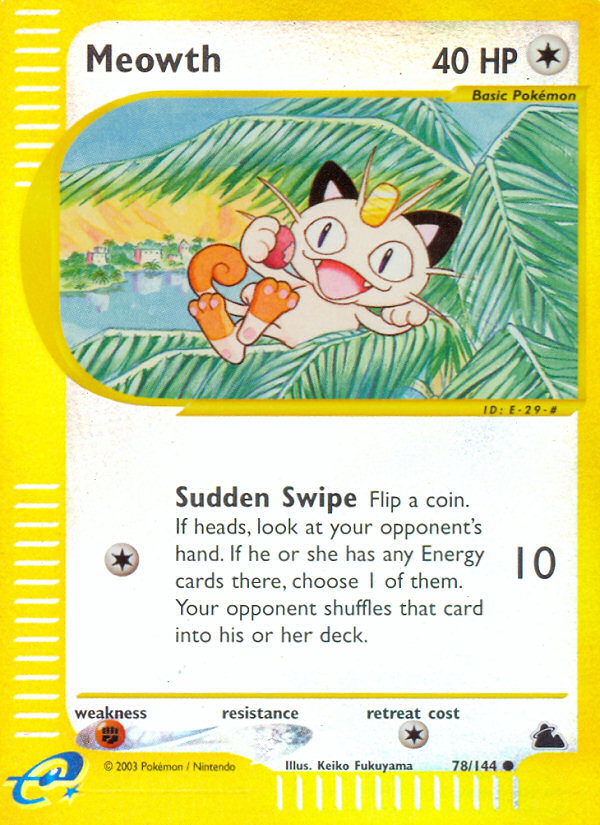 Meowth 40 HP
Basic Pokémon
ID: E-29-#
Sudden Swipe Flip a coin.
If heads, look at your opponent's
hand. If he or she has any Energy
cards there, choose 1 of them.
Your opponent shuffles that card
into his or her deck.
10
weakness resistance retreat cost
© 2003 Pokémon / Nintendo Illus. Keiko Fukuyama 78/144 ●
e